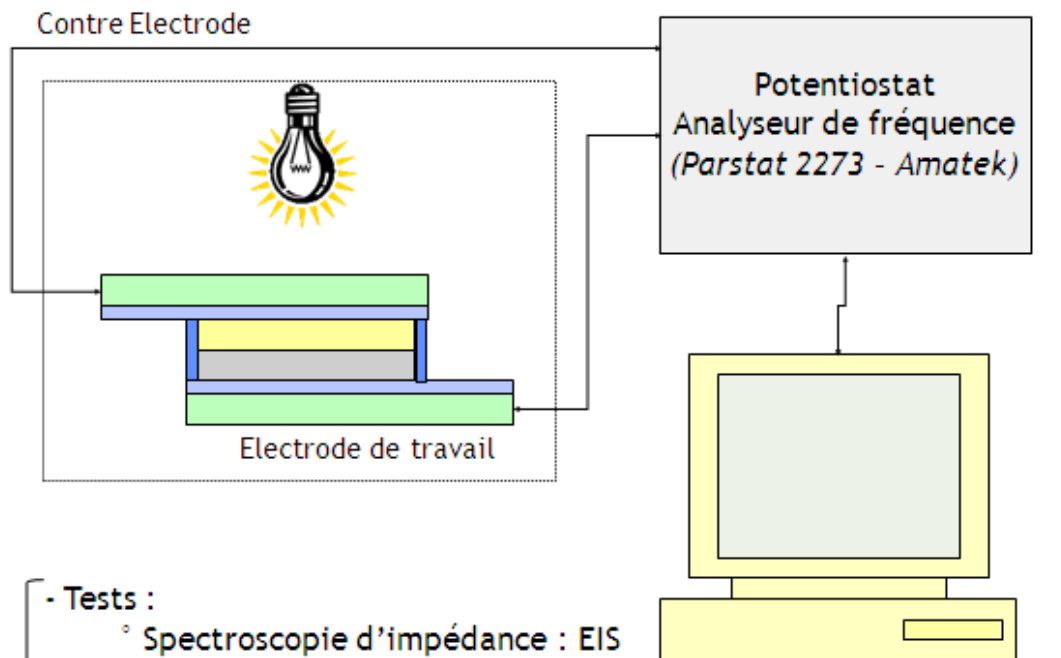 Contre Electrode
Potentiostat
Analyseur de fréquence
(Parstat 2273 - Amatek)
Electrode de travail
- Tests :
° Spectroscopie d'impédance : EIS